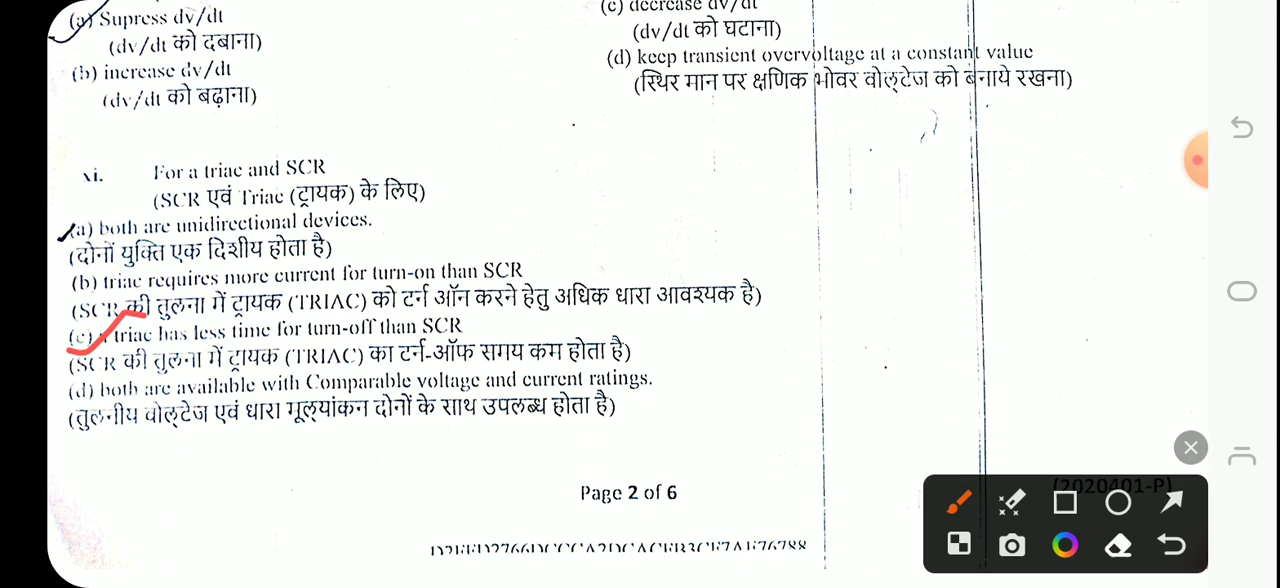 (a) Supress dv/dt
(dv/dt को दबाना)
(b) increase dv/dt
(dv/dt को बढ़ाना)
(c) decrease dv/dt
(dv/dt को घटाना)
(d) keep transient overvoltage at a constant value
(स्थिर मान पर क्षणिक भोवर वोल्टेज को बनाये रखना)
xi. For a triac and SCR
(SCR एवं Triac (ट्रायक) के लिए)
(a) both are unidirectional devices.
(दोनों युक्ति एक दिशीय होता है)
(b) triac requires more current for turn-on than SCR
(SCR की तुलना में ट्रायक (TRIAC) को टर्न ऑन करने हेतु अधिक धारा आवश्यक है)
(c) triac has less time for turn-off than SCR
(SCR की तुलना में ट्रायक (TRIAC) का टर्न-ऑफ समय कम होता है)
(d) both are available with Comparable voltage and current ratings.
(तुलनीय वोल्टेज एवं धारा मूल्यांकन दोनों के साथ उपलब्ध होता है)
Page 2 of 6
(2020401-P)